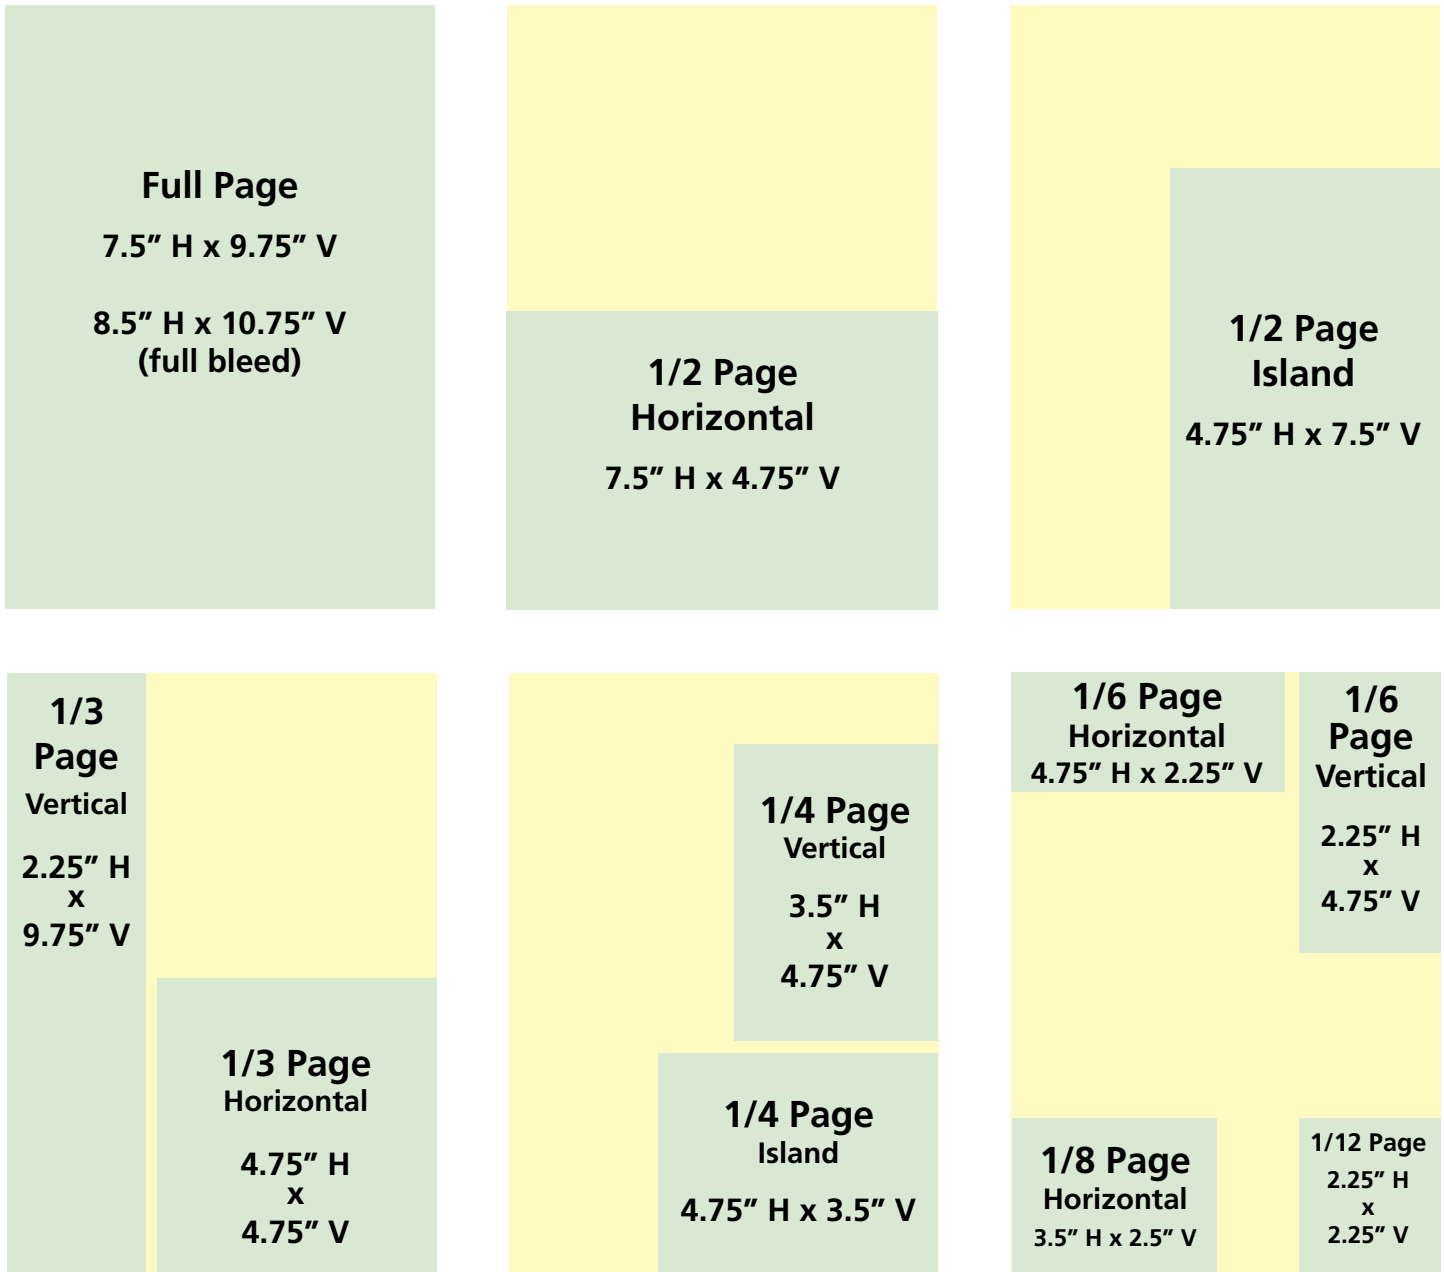 Full Page
7.5″ H x 9.75″ V
8.5″ H x 10.75″ V
(full bleed)
1/2 Page
Horizontal
7.5″ H x 4.75″ V
1/2 Page
Island
4.75″ H x 7.5″ V
1/3
Page
Vertical
2.25″ H
x
9.75″ V
1/3 Page
Horizontal
4.75″ H
x
4.75″ V
1/4 Page
Vertical
3.5″ H
x
4.75″ V
1/4 Page
Island
4.75″ H x 3.5″ V
1/6 Page
Horizontal
4.75″ H x 2.25″ V
1/6
Page
Vertical
2.25″ H
x
4.75″ V
1/8 Page
Horizontal
3.5″ H x 2.5″ V
1/12 Page
2.25″ H
x
2.25″ V